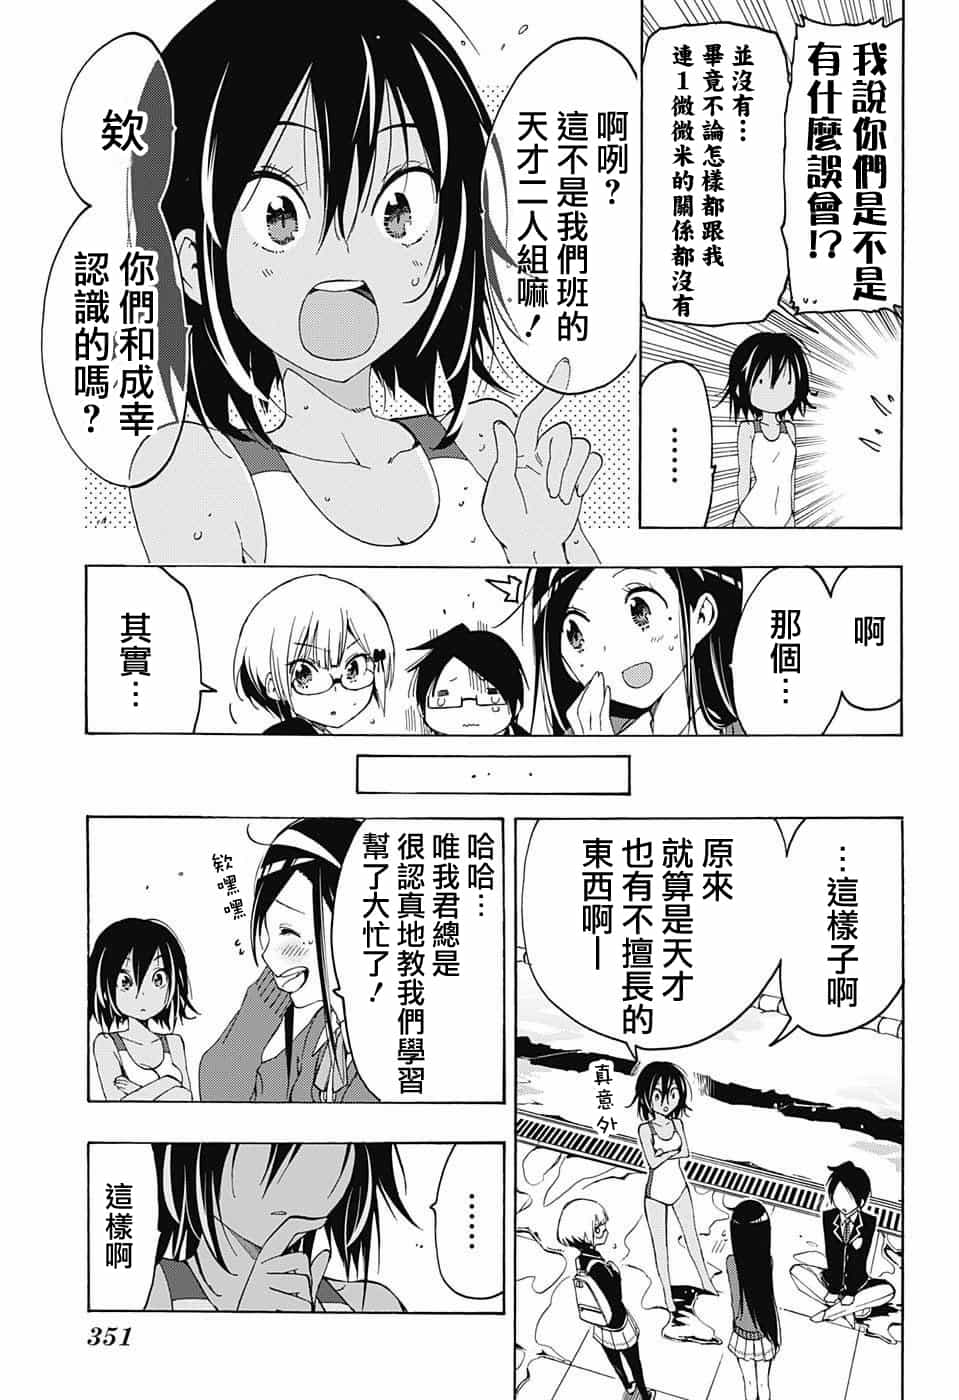 我說你們是不是
有什麼誤會!?
並沒有…
畢竟不論怎樣都跟我
連1微微米的關係都沒有
……
啊咧?
這不是我們班的
天才二人組嘛!
欸
你們和成幸
認識的嗎?
啊
那個…
其實…
…這樣子啊
原來
就算是天才
也有不擅長的
東西啊ー
真意外
哈哈…
唯我君總是
很認真地教我們學習
幫了大忙了!
欸嘿嘿
……
這樣啊
351